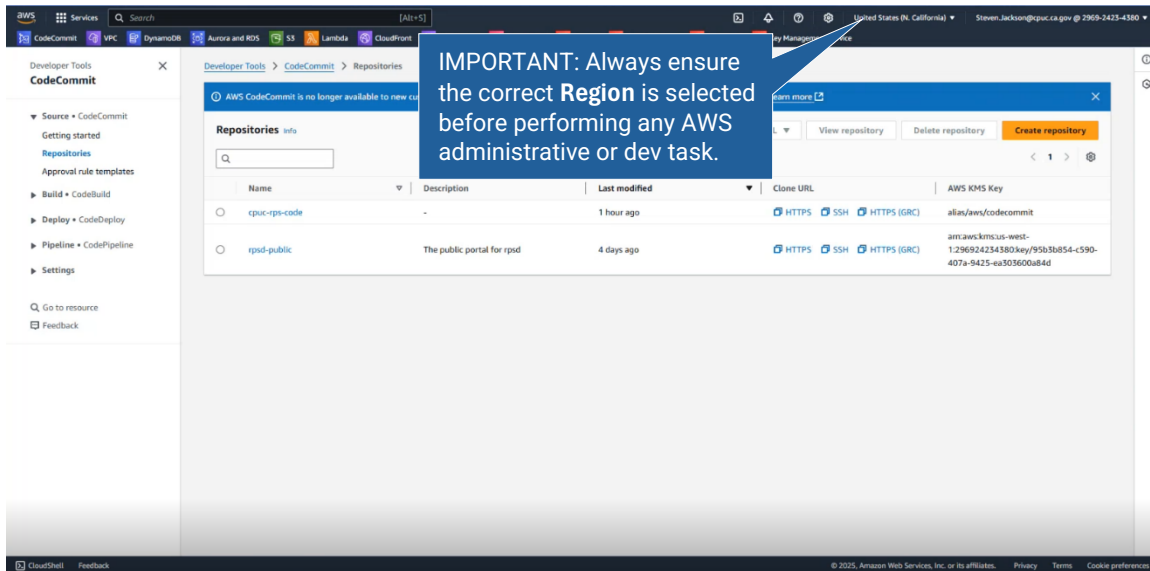 aws Services Search [Alt+S] United States (N. California) Steven.Jackson@cpuc.ca.gov @ 2969-2423-4380
CodeCommit VPC DynamoDB Aurora and RDS S3 Lambda CloudFront
Developer Tools
CodeCommit
Source • CodeCommit
Getting started
Repositories
Approval rule templates
Build • CodeBuild
Deploy • CodeDeploy
Pipeline • CodePipeline
Settings
Go to resource
Feedback
Developer Tools > CodeCommit > Repositories
IMPORTANT: Always ensure
the correct Region is selected
before performing any AWS
administrative or dev task.
AWS CodeCommit is no longer available to new
Learn more
Repositories Info
View repository Delete repository Create repository
1
Name Description Last modified Clone URL AWS KMS Key
cpuc-rps-code - 1 hour ago HTTPS SSH HTTPS (GRC) alias/aws/codecommit
rpsd-public The public portal for rpsd 4 days ago HTTPS SSH HTTPS (GRC) arn:aws:kms:us-west-
1:296924234380:key/95b3b854-c590-
407a-9425-ea303600a84d
CloudShell Feedback © 2025, Amazon Web Services, Inc. or its affiliates. Privacy Terms Cookie preferences